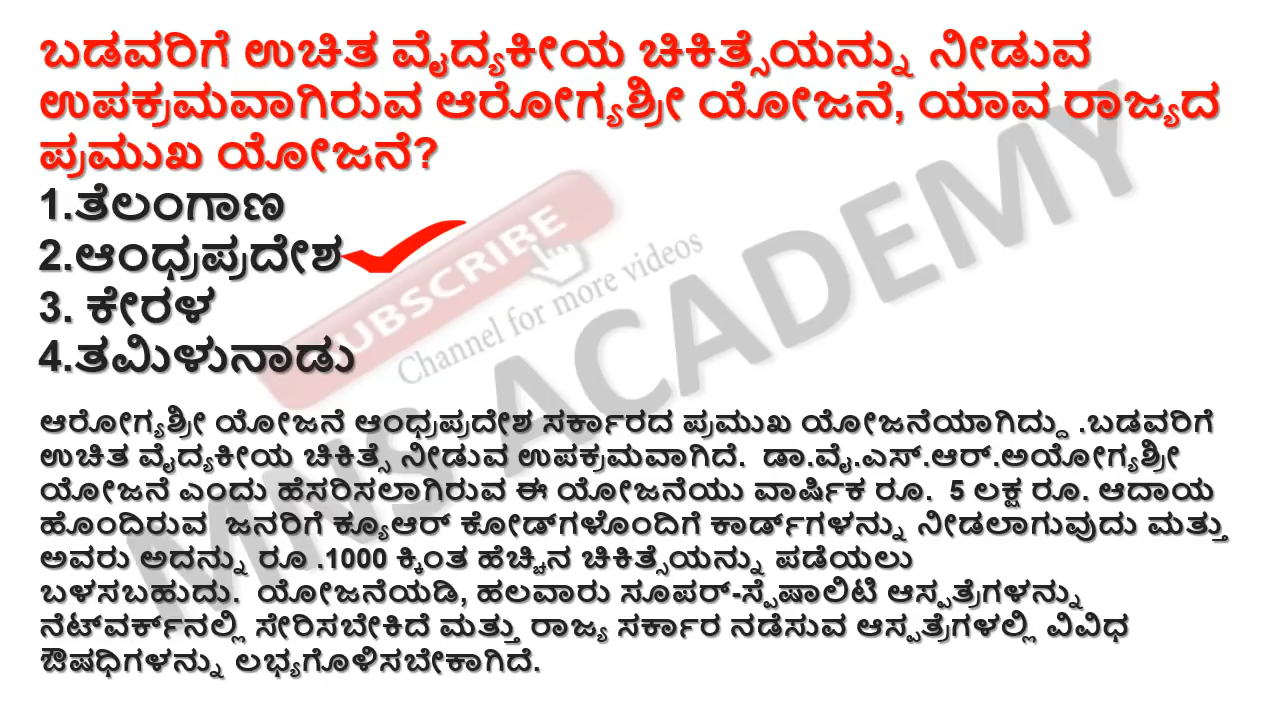 ಬಡವರಿಗೆ ಉಚಿತ ವೈದ್ಯಕೀಯ ಚಿಕಿತ್ಸೆಯನ್ನು ನೀಡುವ
ಉಪಕ್ರಮವಾಗಿರುವ ಆರೋಗ್ಯಶ್ರೀ ಯೋಜನೆ, ಯಾವ ರಾಜ್ಯದ
ಪ್ರಮುಖ ಯೋಜನೆ?
1.ತೆಲಂಗಾಣ
2.ಆಂಧ್ರಪ್ರದೇಶ
3. ಕೇರಳ
4.ತಮಿಳುನಾಡು
SUBSCRIBE
Channel for more videos
MNS ACADEMY
ಆರೋಗ್ಯಶ್ರೀ ಯೋಜನೆ ಆಂಧ್ರಪ್ರದೇಶ ಸರ್ಕಾರದ ಪ್ರಮುಖ ಯೋಜನೆಯಾಗಿದ್ದು .ಬಡವರಿಗೆ
ಉಚಿತ ವೈದ್ಯಕೀಯ ಚಿಕಿತ್ಸೆ ನೀಡುವ ಉಪಕ್ರಮವಾಗಿದೆ. ಡಾ.ವೈ.ಎಸ್.ಆರ್.ಅಯೋಗ್ಯಶ್ರೀ
ಯೋಜನೆ ಎಂದು ಹೆಸರಿಸಲಾಗಿರುವ ಈ ಯೋಜನೆಯು ವಾರ್ಷಿಕ ರೂ. 5 ಲಕ್ಷ ರೂ. ಆದಾಯ
ಹೊಂದಿರುವ ಜನರಿಗೆ ಕ್ಯೂಆರ್ ಕೋಡ್‌ಗಳೊಂದಿಗೆ ಕಾರ್ಡ್‌ಗಳನ್ನು ನೀಡಲಾಗುವುದು ಮತ್ತು
ಅವರು ಅದನ್ನು ರೂ .1000 ಕ್ಕಿಂತ ಹೆಚ್ಚಿನ ಚಿಕಿತ್ಸೆಯನ್ನು ಪಡೆಯಲು
ಬಳಸಬಹುದು. ಯೋಜನೆಯಡಿ, ಹಲವಾರು ಸೂಪರ್-ಸ್ಪೆಷಾಲಿಟಿ ಆಸ್ಪತ್ರೆಗಳನ್ನು
ನೆಟ್‌ವರ್ಕ್‌ನಲ್ಲಿ ಸೇರಿಸಬೇಕಿದೆ ಮತ್ತು ರಾಜ್ಯ ಸರ್ಕಾರ ನಡೆಸುವ ಆಸ್ಪತ್ರೆಗಳಲ್ಲಿ ವಿವಿಧ
ಔಷಧಿಗಳನ್ನು ಲಭ್ಯಗೊಳಿಸಬೇಕಾಗಿದೆ.